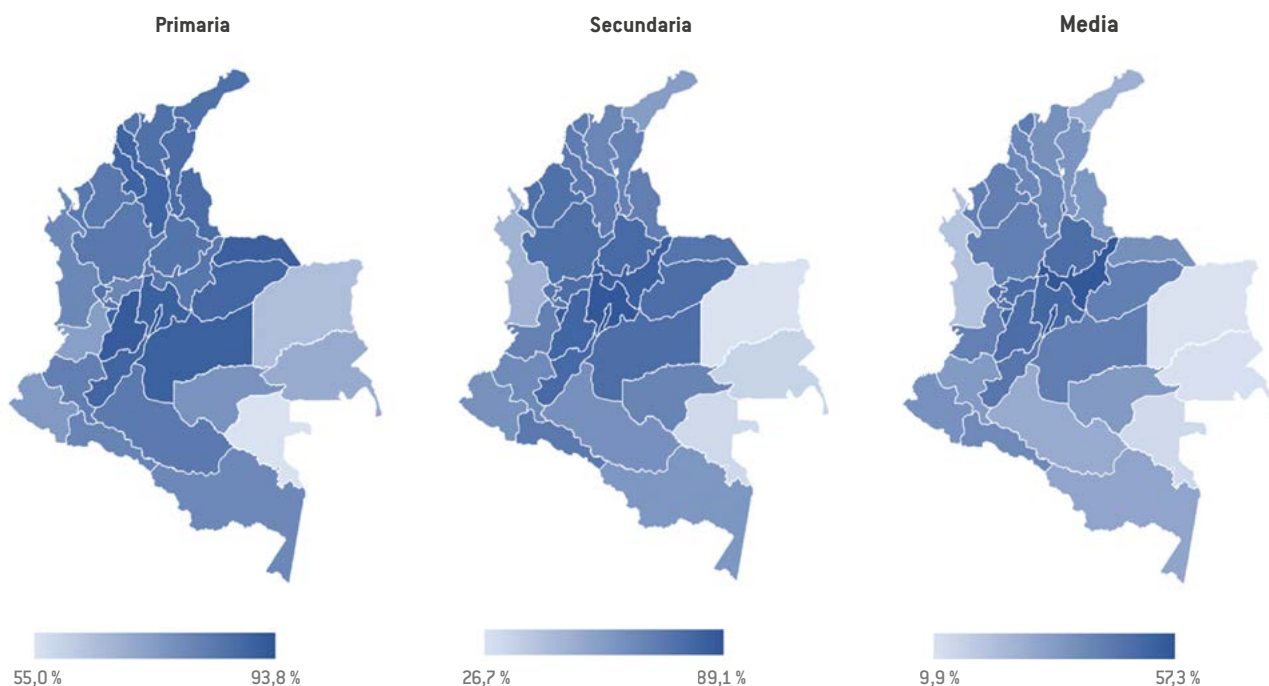 Primaria
Secundaria
Media
55,0 %
93,8 %
26,7 %
89,1 %
9,9 %
57,3 %